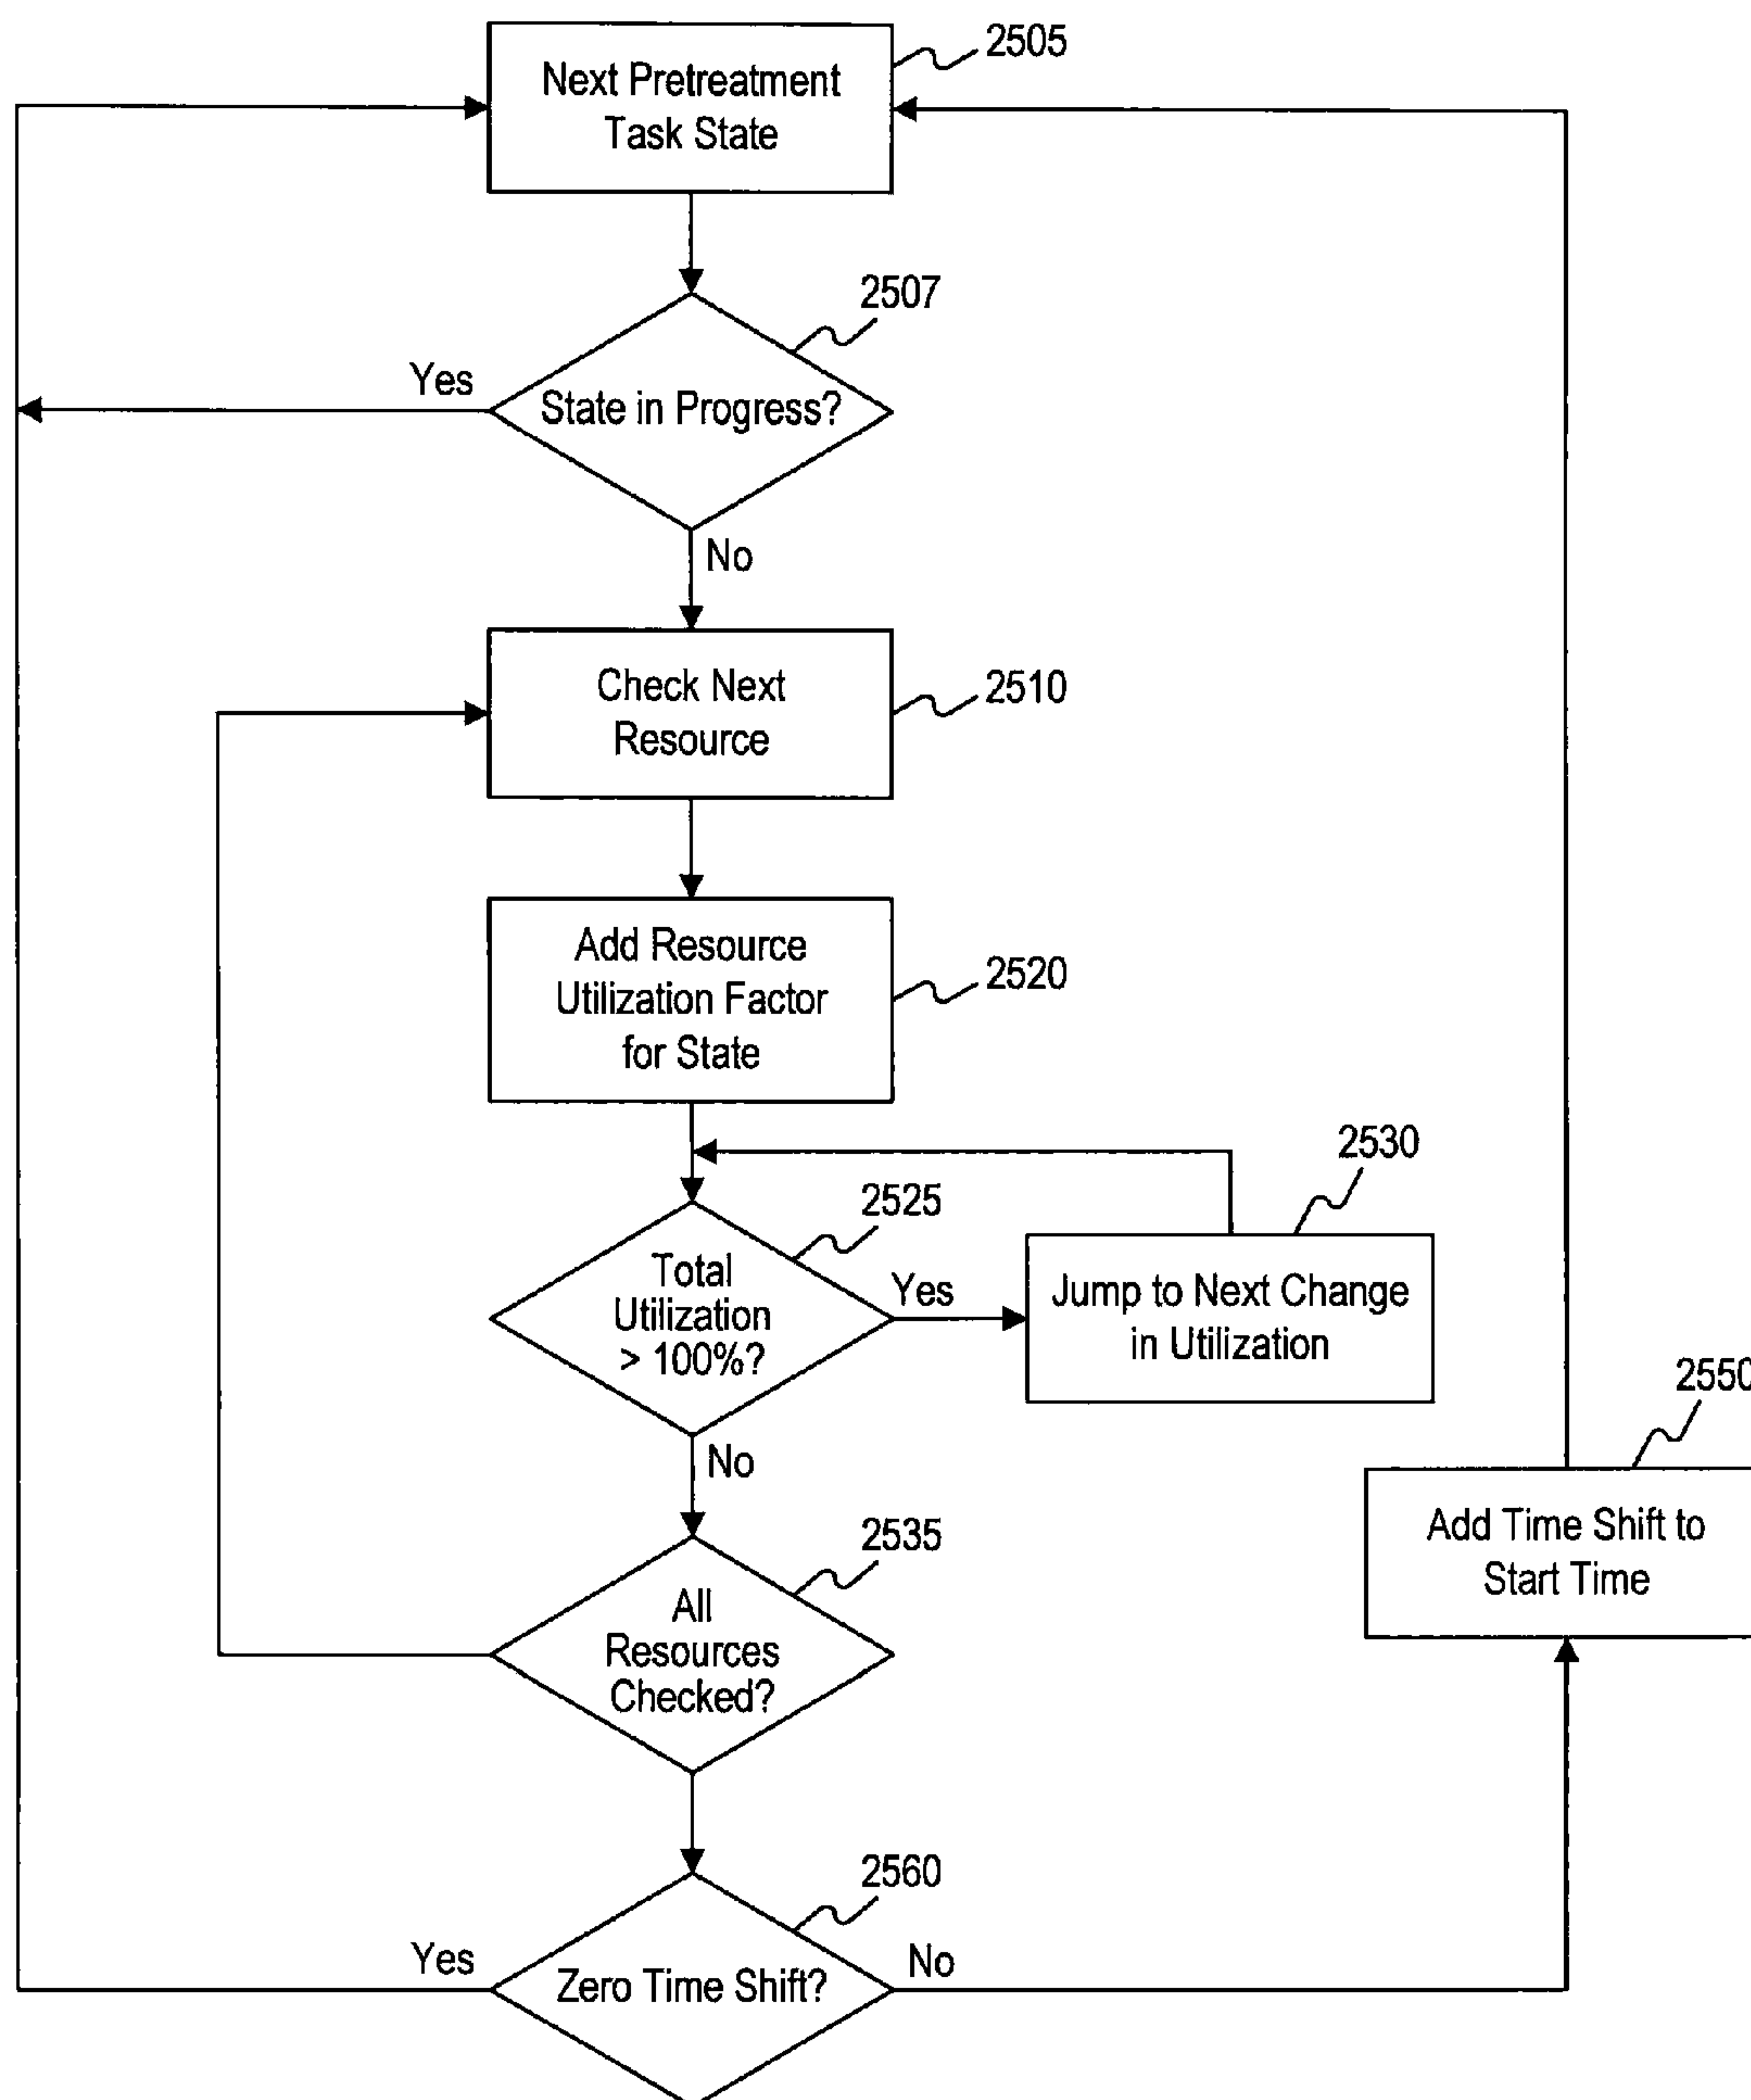 Next Pretreatment
Task State
2505
2507
Yes
State in Progress?
No
Check Next
Resource
2510
Add Resource
Utilization Factor
for State
2520
2530
2525
Total
Utilization
> 100%?
Yes
Jump to Next Change
in Utilization
2550
No
Add Time Shift to
Start Time
2535
All
Resources
Checked?
2560
Yes
Zero Time Shift?
No